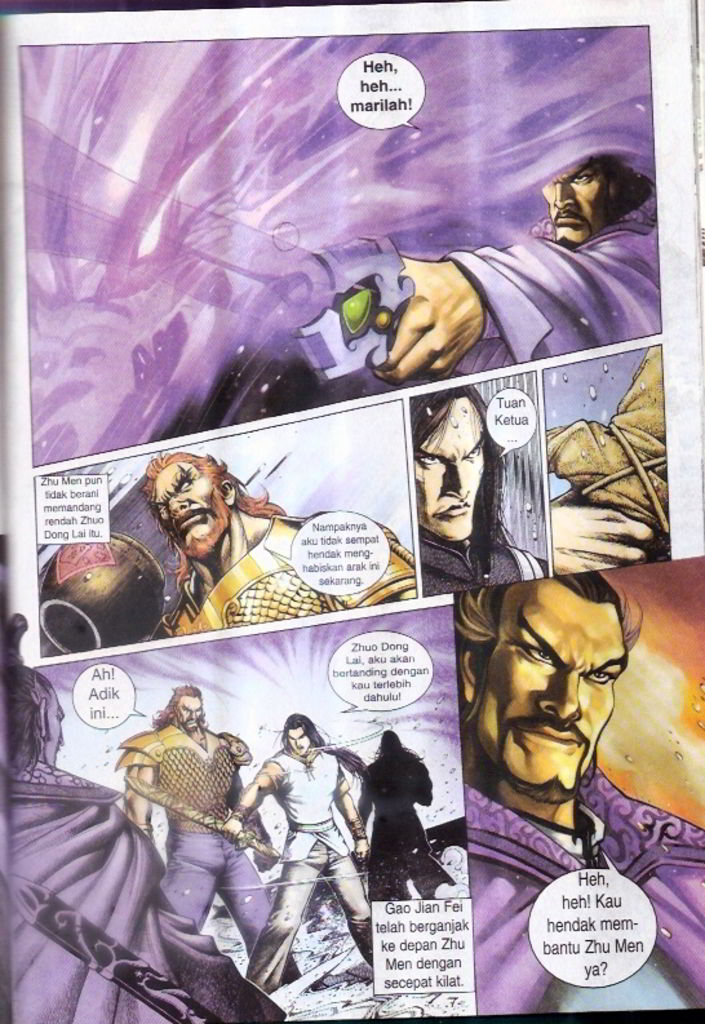 Heh,
heh...
marilah!
Zhu Men pun
tidak berani
memandang
rendah Zhuo
Dong Lai itu.
Nampaknya
aku tidak sempat
hendak meng-
habiskan arak ini
sekarang.
Tuan
Ketua
...
Ah!
Adik
ini...
Zhuo Dong
Lai, aku akan
bertanding dengan
kau terlebih
dahulu!
Gao Jian Fei
telah berganjak
ke depan Zhu
Men dengan
secepat kilat.
Heh,
heh! Kau
hendak mem-
bantu Zhu Men
ya?